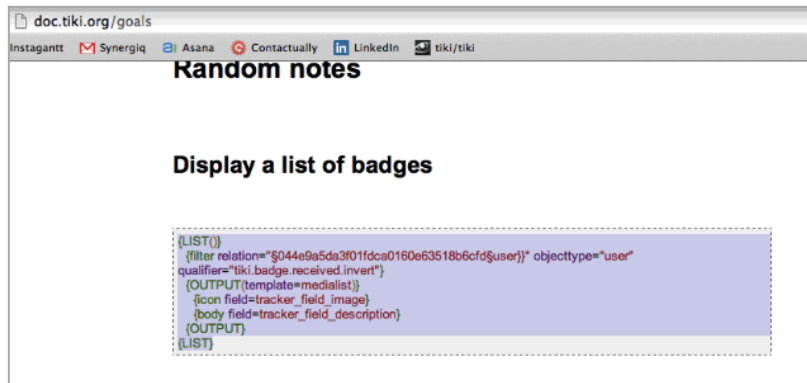 doc.tiki.org/goals
Instagantt Synergiq Asana Contactually LinkedIn tiki/tiki
Random notes
Display a list of badges
{LIST()}
{filter relation="§044e9a5da3f01fdca0160e63518b6cfd§user}}" objecttype="user"
qualifier="tiki.badge.received.invert"}
{OUTPUT(template=medialist)}
{icon field=tracker_field_image}
{body field=tracker_field_description}
{OUTPUT}
{LIST}